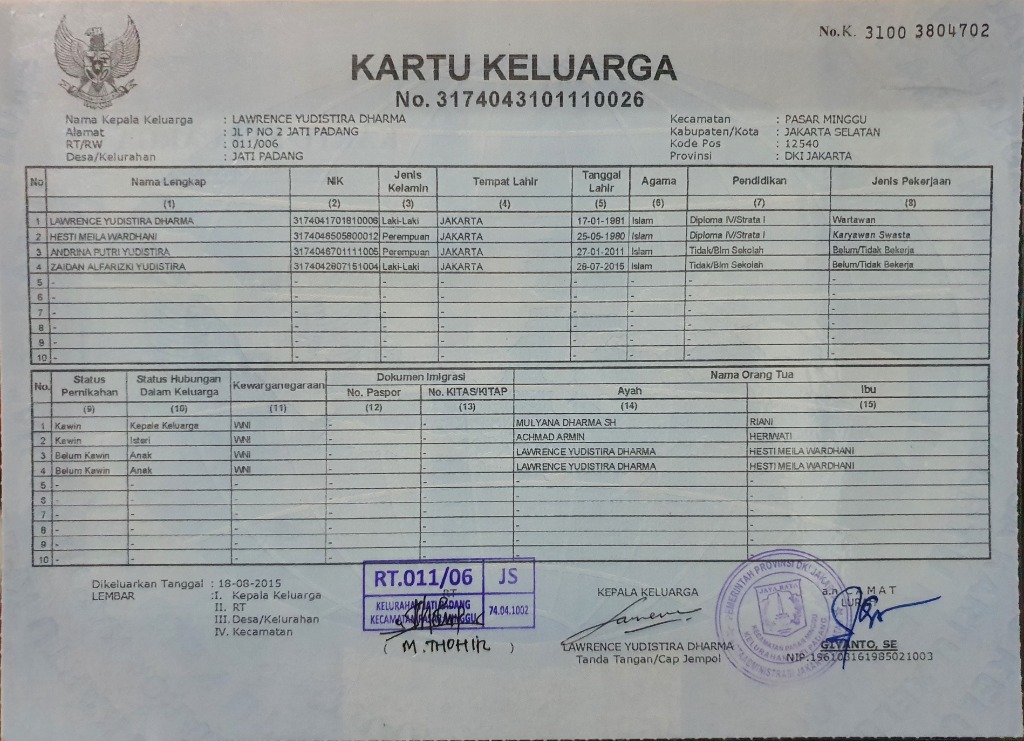 No. K. 3100 3804702
KARTU KELUARGA
No. 3174043101110026
Nama Kepala Keluarga : LAWRENCE YUDISTIRA DHARMA
Alamat : JL P NO 2 JATI PADANG
RT/RW : 011/006
Desa/Kelurahan : JATI PADANG
Kecamatan : PASAR MINGGU
Kabupaten/Kota : JAKARTA SELATAN
Kode Pos : 12540
Provinsi : DKI JAKARTA
No Nama Lengkap NIK Jenis Kelamin Tempat Lahir Tanggal Lahir Agama Pendidikan Jenis Pekerjaan
(1) (2) (3) (4) (5) (6) (7) (8)
1 LAWRENCE YUDISTIRA DHARMA 3174041701810006 Laki-Laki JAKARTA 17-01-1981 Islam Diploma IV/Strata I Wartawan
2 HESTI MEILA WARDHANI 3174046505800012 Perempuan JAKARTA 25-05-1980 Islam Diploma IV/Strata I Karyawan Swasta
3 ANDRINA PUTRI YUDISTIRA 3174046701111006 Perempuan JAKARTA 27-01-2011 Islam Tidak/Blm Sekolah Belum/Tidak Bekerja
4 ZAIDAN ALFARIZKI YUDISTIRA 3174042607151004 Laki-Laki JAKARTA 26-07-2015 Islam Tidak/Blm Sekolah Belum/Tidak Bekerja
5 - - - - - - - -
6 - - - - - - - -
7 - - - - - - - -
8 - - - - - - - -
9 - - - - - - - -
10 - - - - - - - -
No. Status Pernikahan Status Hubungan Dalam Keluarga Kewarganegaraan Dokumen Imigrasi Nama Orang Tua
No. Paspor No. KITAS/KITAP Ayah Ibu
(9) (10) (11) (12) (13) (14) (15)
1 Kawin Kepala Keluarga WNI - - MULYANA DHARMA SH RIANI
2 Kawin Isteri WNI - - ACHMAD ARMIN HERIWATI
3 Belum Kawin Anak WNI - - LAWRENCE YUDISTIRA DHARMA HESTI MEILA WARDHANI
4 Belum Kawin Anak WNI - - LAWRENCE YUDISTIRA DHARMA HESTI MEILA WARDHANI
5 - - - - - - -
6 - - - - - - -
7 - - - - - - -
8 - - - - - - -
9 - - - - - - -
10 - - - - - - -
Dikeluarkan Tanggal : 18-08-2015
LEMBAR :I. Kepala Keluarga
II. RT
III. Desa/Kelurahan
IV. Kecamatan
RT.011/06 JS
RT
KELURAHAN JATI PADANG
KECAMATAN PASAR MINGGU
74.04.1002
( M. THOHIR )
KEPALA KELUARGA
LAWRENCE YUDISTIRA DHARMA
Tanda Tangan/Cap Jempol
a.n CAMAT
LURAH
PEMERINTAH PROVINSI DKI JAKARTA
JAYA RAYA
GIYANTO, SE
NIP.196103161985021003